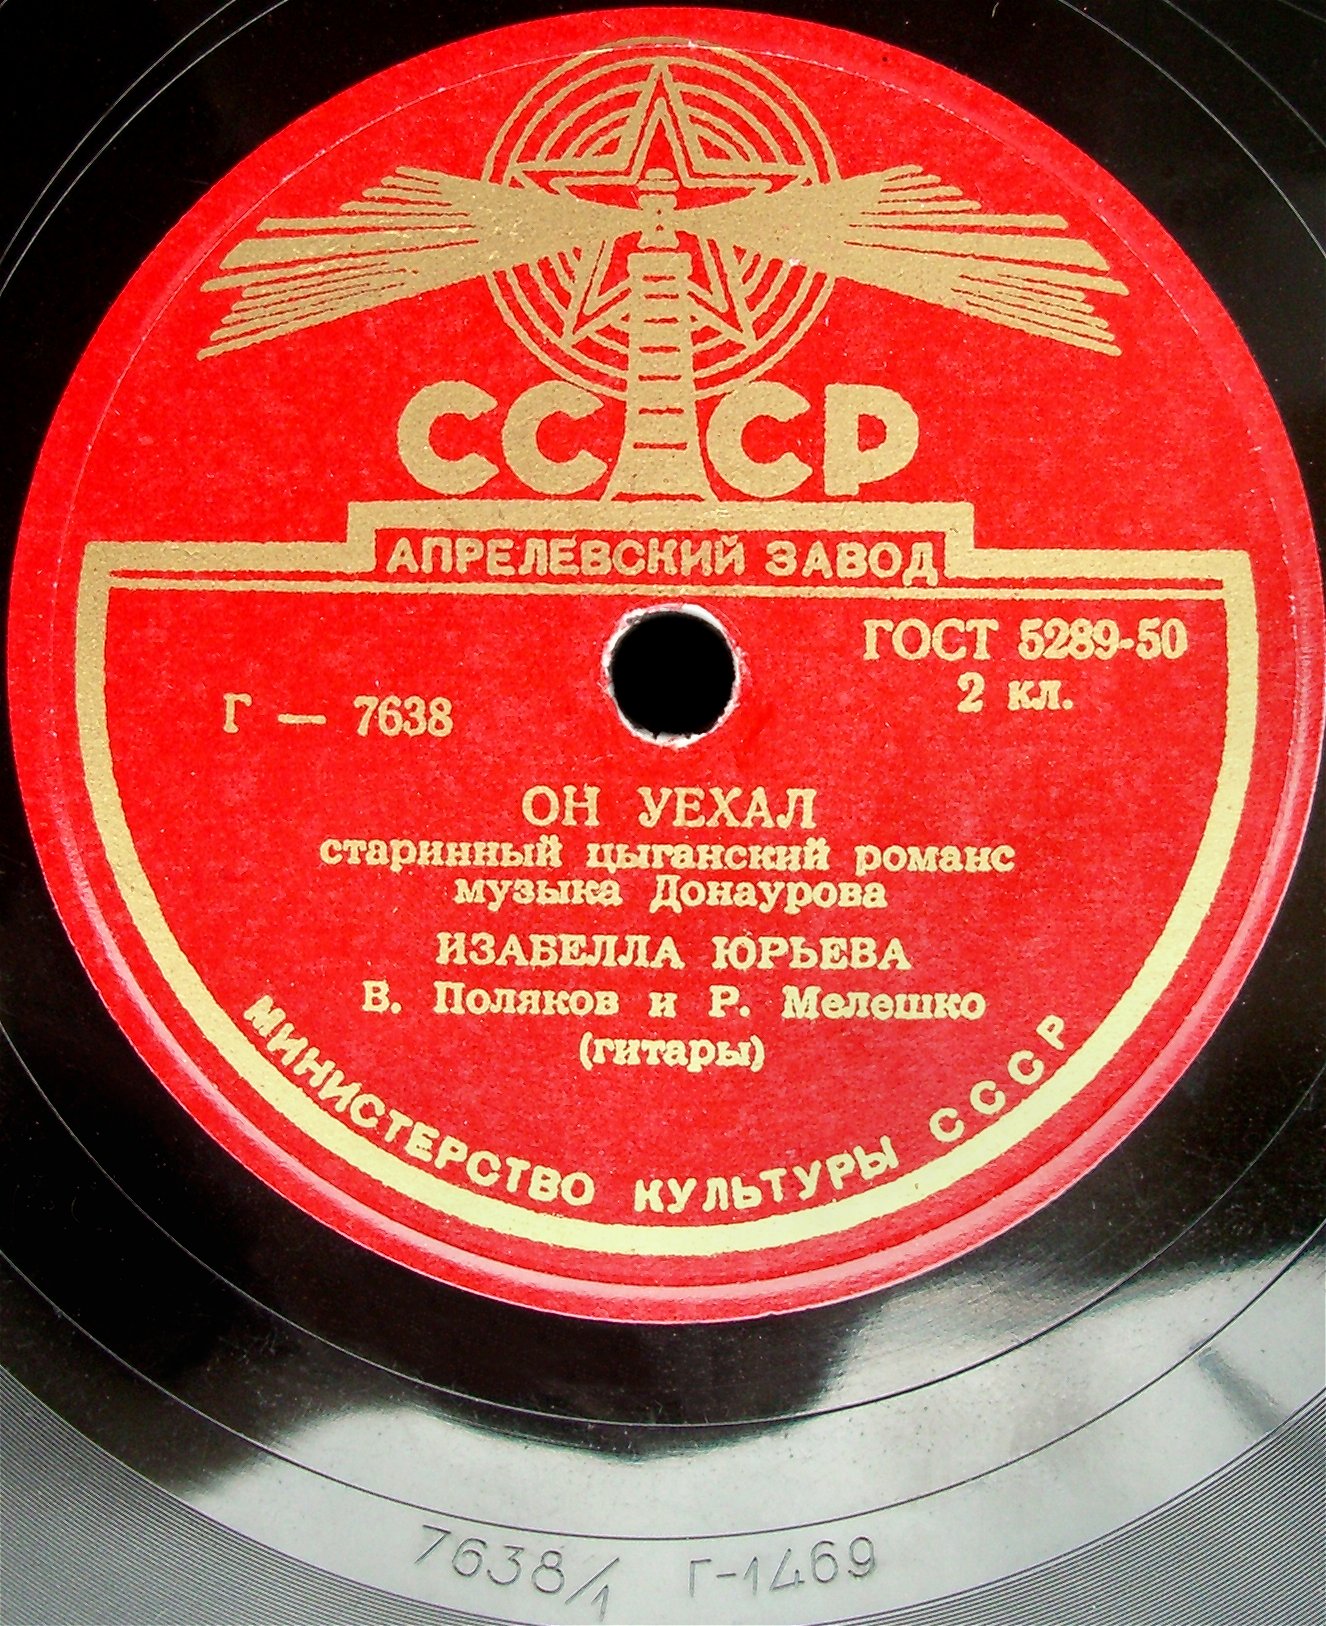 СССР
АПРЕЛЕВСКИЙ ЗАВОД
ГОСТ 5289-50
2 кл.
Г — 7638
ОН УЕХАЛ
старинный цыганский романс
музыка Донаурова
ИЗАБЕЛЛА ЮРЬЕВА
В. Поляков и Р. Мелешко
(гитары)
МИНИСТЕРСТВО КУЛЬТУРЫ СССР
7638/1 Г-1469